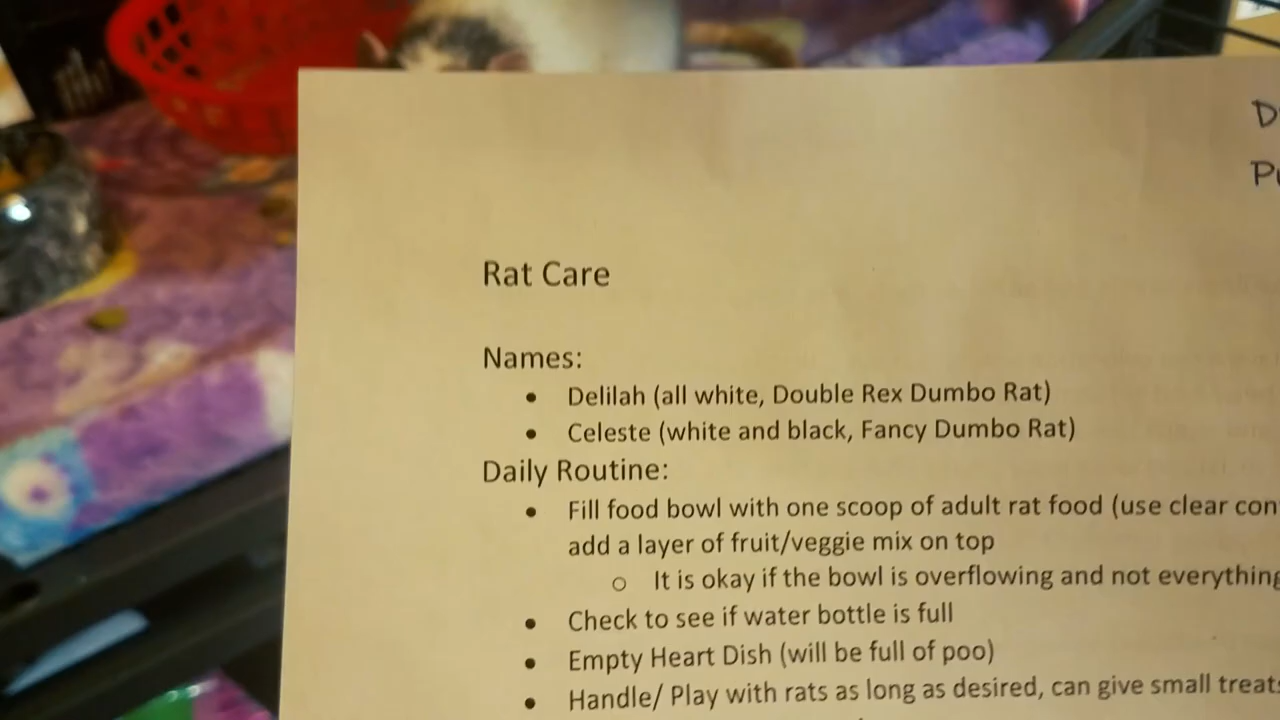 Rat Care
Names:
• Delilah (all white, Double Rex Dumbo Rat)
• Celeste (white and black, Fancy Dumbo Rat)
Daily Routine:
• Fill food bowl with one scoop of adult rat food (use clear con
add a layer of fruit/veggie mix on top
o It is okay if the bowl is overflowing and not everything
• Check to see if water bottle is full
• Empty Heart Dish (will be full of poo)
• Handle/ Play with rats as long as desired, can give small treats